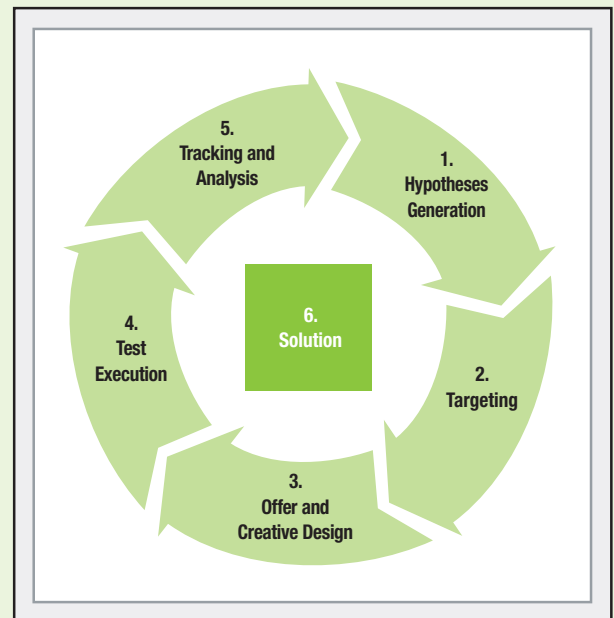 1.
Hypotheses
Generation
2.
Targeting
3.
Offer and
Creative Design
4.
Test
Execution
5.
Tracking and
Analysis
6.
Solution